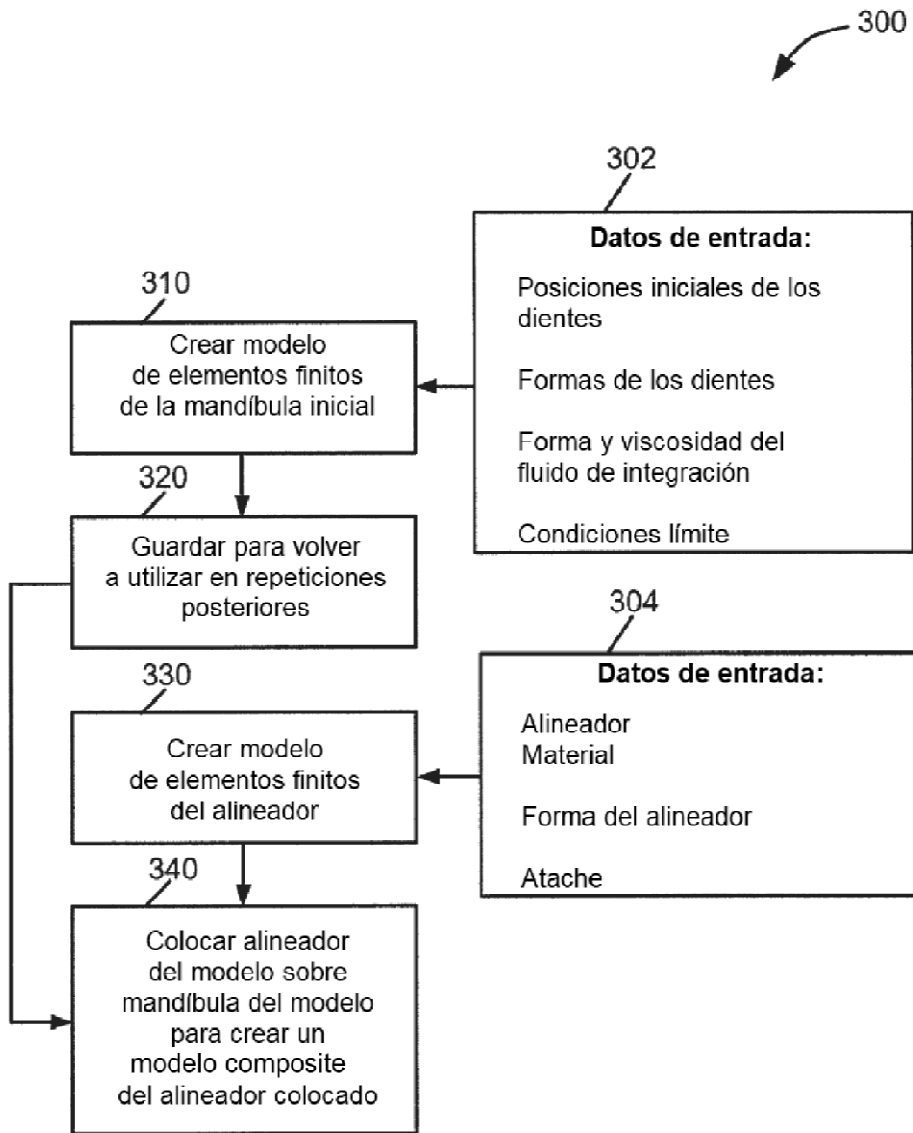 300
302
Datos de entrada:
Posiciones iniciales de los
dientes
Formas de los dientes
Forma y viscosidad del
fluido de integración
Condiciones límite
310
Crear modelo
de elementos finitos
de la mandíbula inicial
320
Guardar para volver
a utilizar en repeticiones
posteriores
304
Datos de entrada:
Alineador
Material
Forma del alineador
Atache
330
Crear modelo
de elementos finitos
del alineador
340
Colocar alineador
del modelo sobre
mandíbula del modelo
para crear un
modelo composite
del alineador colocado